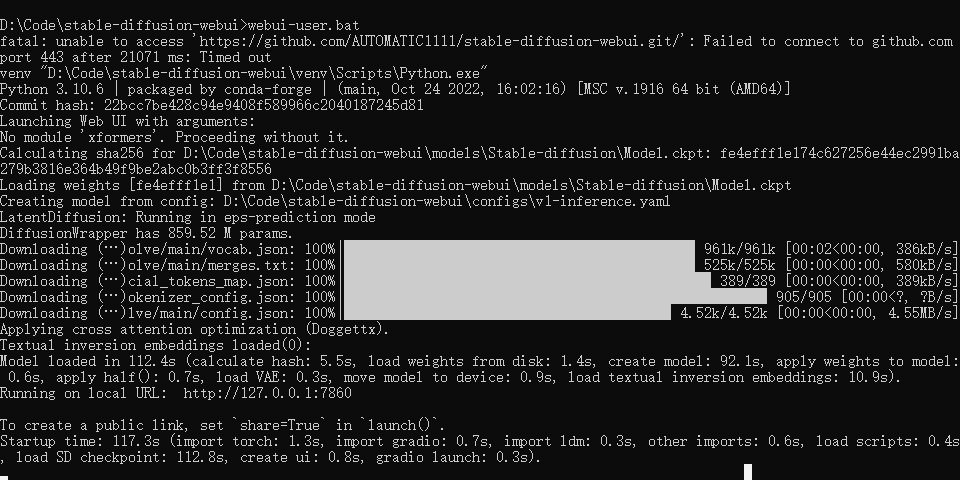 D:\Code\stable-diffusion-webui>webui-user.bat
fatal: unable to access 'https://github.com/AUTOMATIC1111/stable-diffusion-webui.git/': Failed to connect to github.com
port 443 after 21071 ms: Timed out
venv "D:\Code\stable-diffusion-webui\venv\Scripts\Python.exe"
Python 3.10.6 | packaged by conda-forge | (main, Oct 24 2022, 16:02:16) [MSC v.1916 64 bit (AMD64)]
Commit hash: 22bcc7be428c94e9408f589966c2040187245d81
Launching Web UI with arguments:
No module 'xformers'. Proceeding without it.
Calculating sha256 for D:\Code\stable-diffusion-webui\models\Stable-diffusion\Model.ckpt: fe4efff1e174c627256e44ec2991ba
279b3816e364b49f9be2abc0b3ff3f8556
Loading weights [fe4efff1e1] from D:\Code\stable-diffusion-webui\models\Stable-diffusion\Model.ckpt
Creating model from config: D:\Code\stable-diffusion-webui\configs\v1-inference.yaml
LatentDiffusion: Running in eps-prediction mode
DiffusionWrapper has 859.52 M params.
Downloading (…)olve/main/vocab.json: 100%| 961k/961k [00:02<00:00, 386kB/s]
Downloading (…)olve/main/merges.txt: 100%| 525k/525k [00:00<00:00, 580kB/s]
Downloading (…)cial_tokens_map.json: 100%| 389/389 [00:00<00:00, 389kB/s]
Downloading (…)okenizer_config.json: 100%| 905/905 [00:00<?, ?B/s]
Downloading (…)lve/main/config.json: 100%| 4.52k/4.52k [00:00<00:00, 4.55MB/s]
Applying cross attention optimization (Doggettx).
Textual inversion embeddings loaded(0):
Model loaded in 112.4s (calculate hash: 5.5s, load weights from disk: 1.4s, create model: 92.1s, apply weights to model:
 0.6s, apply half(): 0.7s, load VAE: 0.3s, move model to device: 0.9s, load textual inversion embeddings: 10.9s).
Running on local URL:  http://127.0.0.1:7860

To create a public link, set `share=True` in `launch()`.
Startup time: 117.3s (import torch: 1.3s, import gradio: 0.7s, import ldm: 0.3s, other imports: 0.6s, load scripts: 0.4s
, load SD checkpoint: 112.8s, create ui: 0.8s, gradio launch: 0.3s).